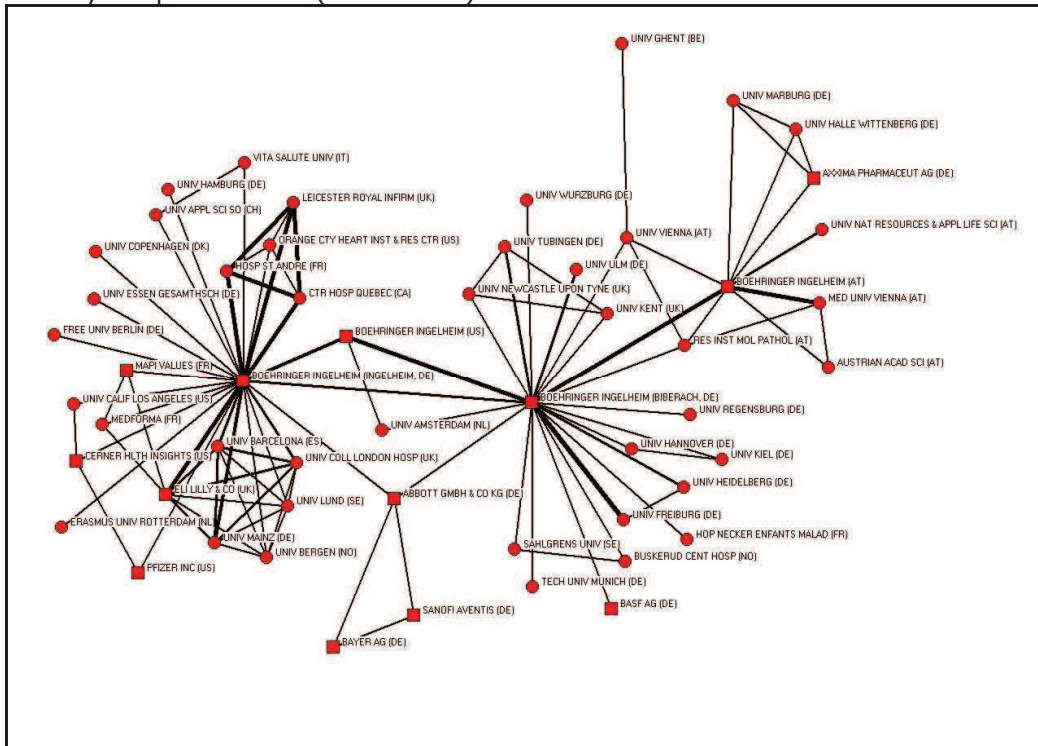 UNIV GHENT (BE)
UNIV MARBURG (DE)
UNIV HALLE WITTENBERG (DE)
VITA SALUTE UNIV (IT)
AXXIMA PHARMACEUT AG (DE)
UNIV HAMBURG (DE)
LEICESTER ROYAL INFIRM (UK)
UNIV WURZBURG (DE)
UNIV APPL SCI SO (CH)
UNIV NAT RESOURCES & APPL LIFE SCI (AT)
UNIV VIENNA (AT)
ORANGE CTY HEART INST & RES CTR (US)
UNIV TUBINGEN (DE)
UNIV COPENHAGEN (DK)
HOSP ST ANDRE (FR)
UNIV ULM (DE)
BOEHRINGER INGELHEIM (AT)
UNIV NEWCASTLE UPON TYNE (UK)
UNIV ESSEN GESAMTHSCH (DE)
CTR HOSP QUEBEC (CA)
MED UNIV VIENNA (AT)
UNIV KENT (UK)
FREE UNIV BERLIN (DE)
BOEHRINGER INGELHEIM (US)
RES INST MOL PATHOL (AT)
AUSTRIAN ACAD SCI (AT)
MAPI VALUES (FR)
BOEHRINGER INGELHEIM (INGELHEIM, DE)
UNIV CALIF LOS ANGELES (US)
BOEHRINGER INGELHEIM (BIBERACH, DE)
UNIV REGENSBURG (DE)
MEDFORMA (FR)
UNIV AMSTERDAM (NL)
UNIV BARCELONA (ES)
UNIV HANNOVER (DE)
CERNER HLTH INSIGHTS (US)
UNIV COLL LONDON HOSP (UK)
UNIV KIEL (DE)
ELI LILLY & CO (UK)
UNIV HEIDELBERG (DE)
ABBOTT GMBH & CO KG (DE)
UNIV LUND (SE)
UNIV FREIBURG (DE)
ERASMUS UNIV ROTTERDAM (NL)
UNIV MAINZ (DE)
HOP NECKER ENFANTS MALAD (FR)
SAHLGRENS UNIV (SE)
UNIV BERGEN (NO)
BUSKERUD CENT HOSP (NO)
PFIZER INC (US)
TECH UNIV MUNICH (DE)
BASF AG (DE)
SANOFI AVENTIS (DE)
BAYER AG (DE)